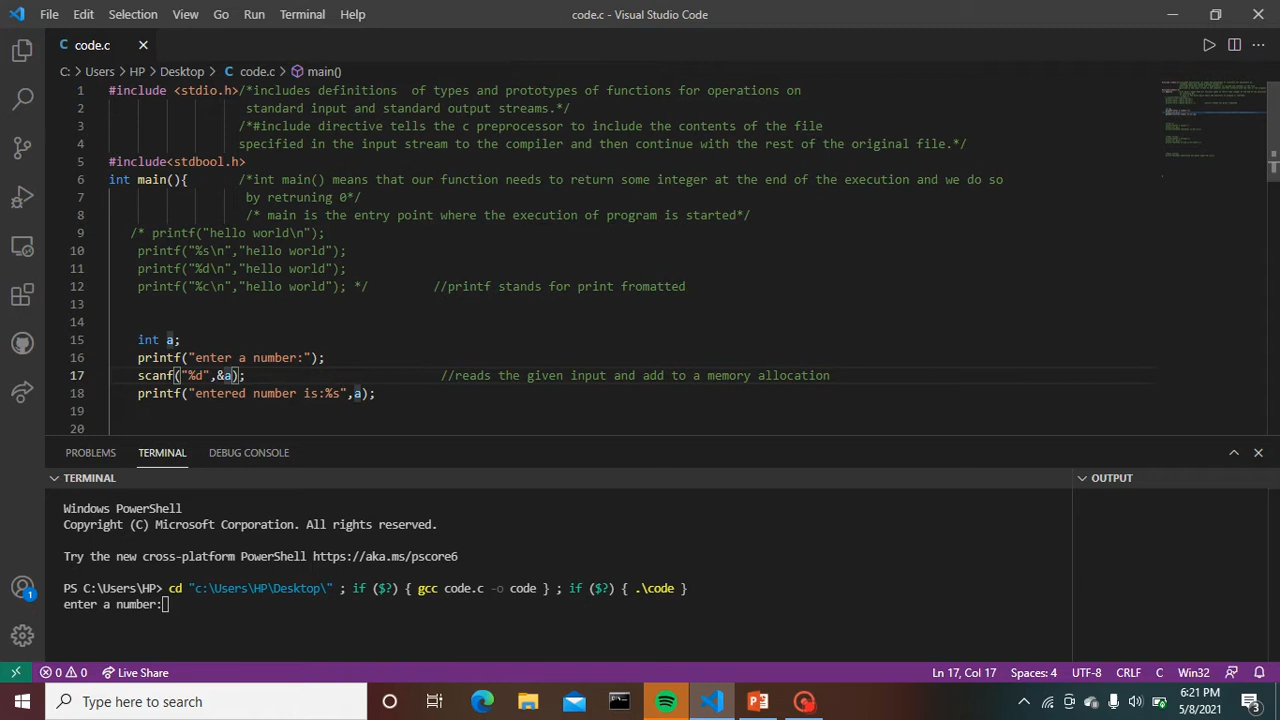 File Edit Selection View Go Run Terminal Help code.c - Visual Studio Code
code.c
C: > Users > HP > Desktop > code.c > main()
1 #include <stdio.h>/*includes definitions  of types and prototypes of functions for operations on
2 standard input and standard output streams.*/
3 /*#include directive tells the cpreprocessor to include the contents of the file
4 specified in the input stream to the compiler and then continue with the rest of the original file.*/
5 #include<stdbool.h>
6 int main(){ /*int main() means that our function needs to return some integer at the end of the execution and we do so
7 by retruning 0*/
8 /* main is the entry point where the execution of program is started*/
9 /* printf("hello world\n");
10 printf("%s\n","hello world");
11 printf("%d\n","hello world");
12 printf("%c\n","hello world"); */ //printf stands for print fromatted
13
14
15 int a;
16 printf("enter a number:");
17 scanf("%d",&a); //reads the given input and add to a memory allocation
18 printf("entered number is:%s",a);
19
20
PROBLEMS TERMINAL DEBUG CONSOLE
TERMINAL OUTPUT
Windows PowerShell
Copyright (C) Microsoft Corporation. All rights reserved.
Try the new cross-platform PowerShell https://aka.ms/pscore6
PS C:\Users\HP> cd "c:\Users\HP\Desktop\" ; if ($?) { gcc code.c -o code } ; if ($?) { .\code }
enter a number:
1
0 0 Live Share Ln 17, Col 17 Spaces: 4 UTF-8 CRLF C Win32
Type here to search 6:21 PM
5/8/2021 3